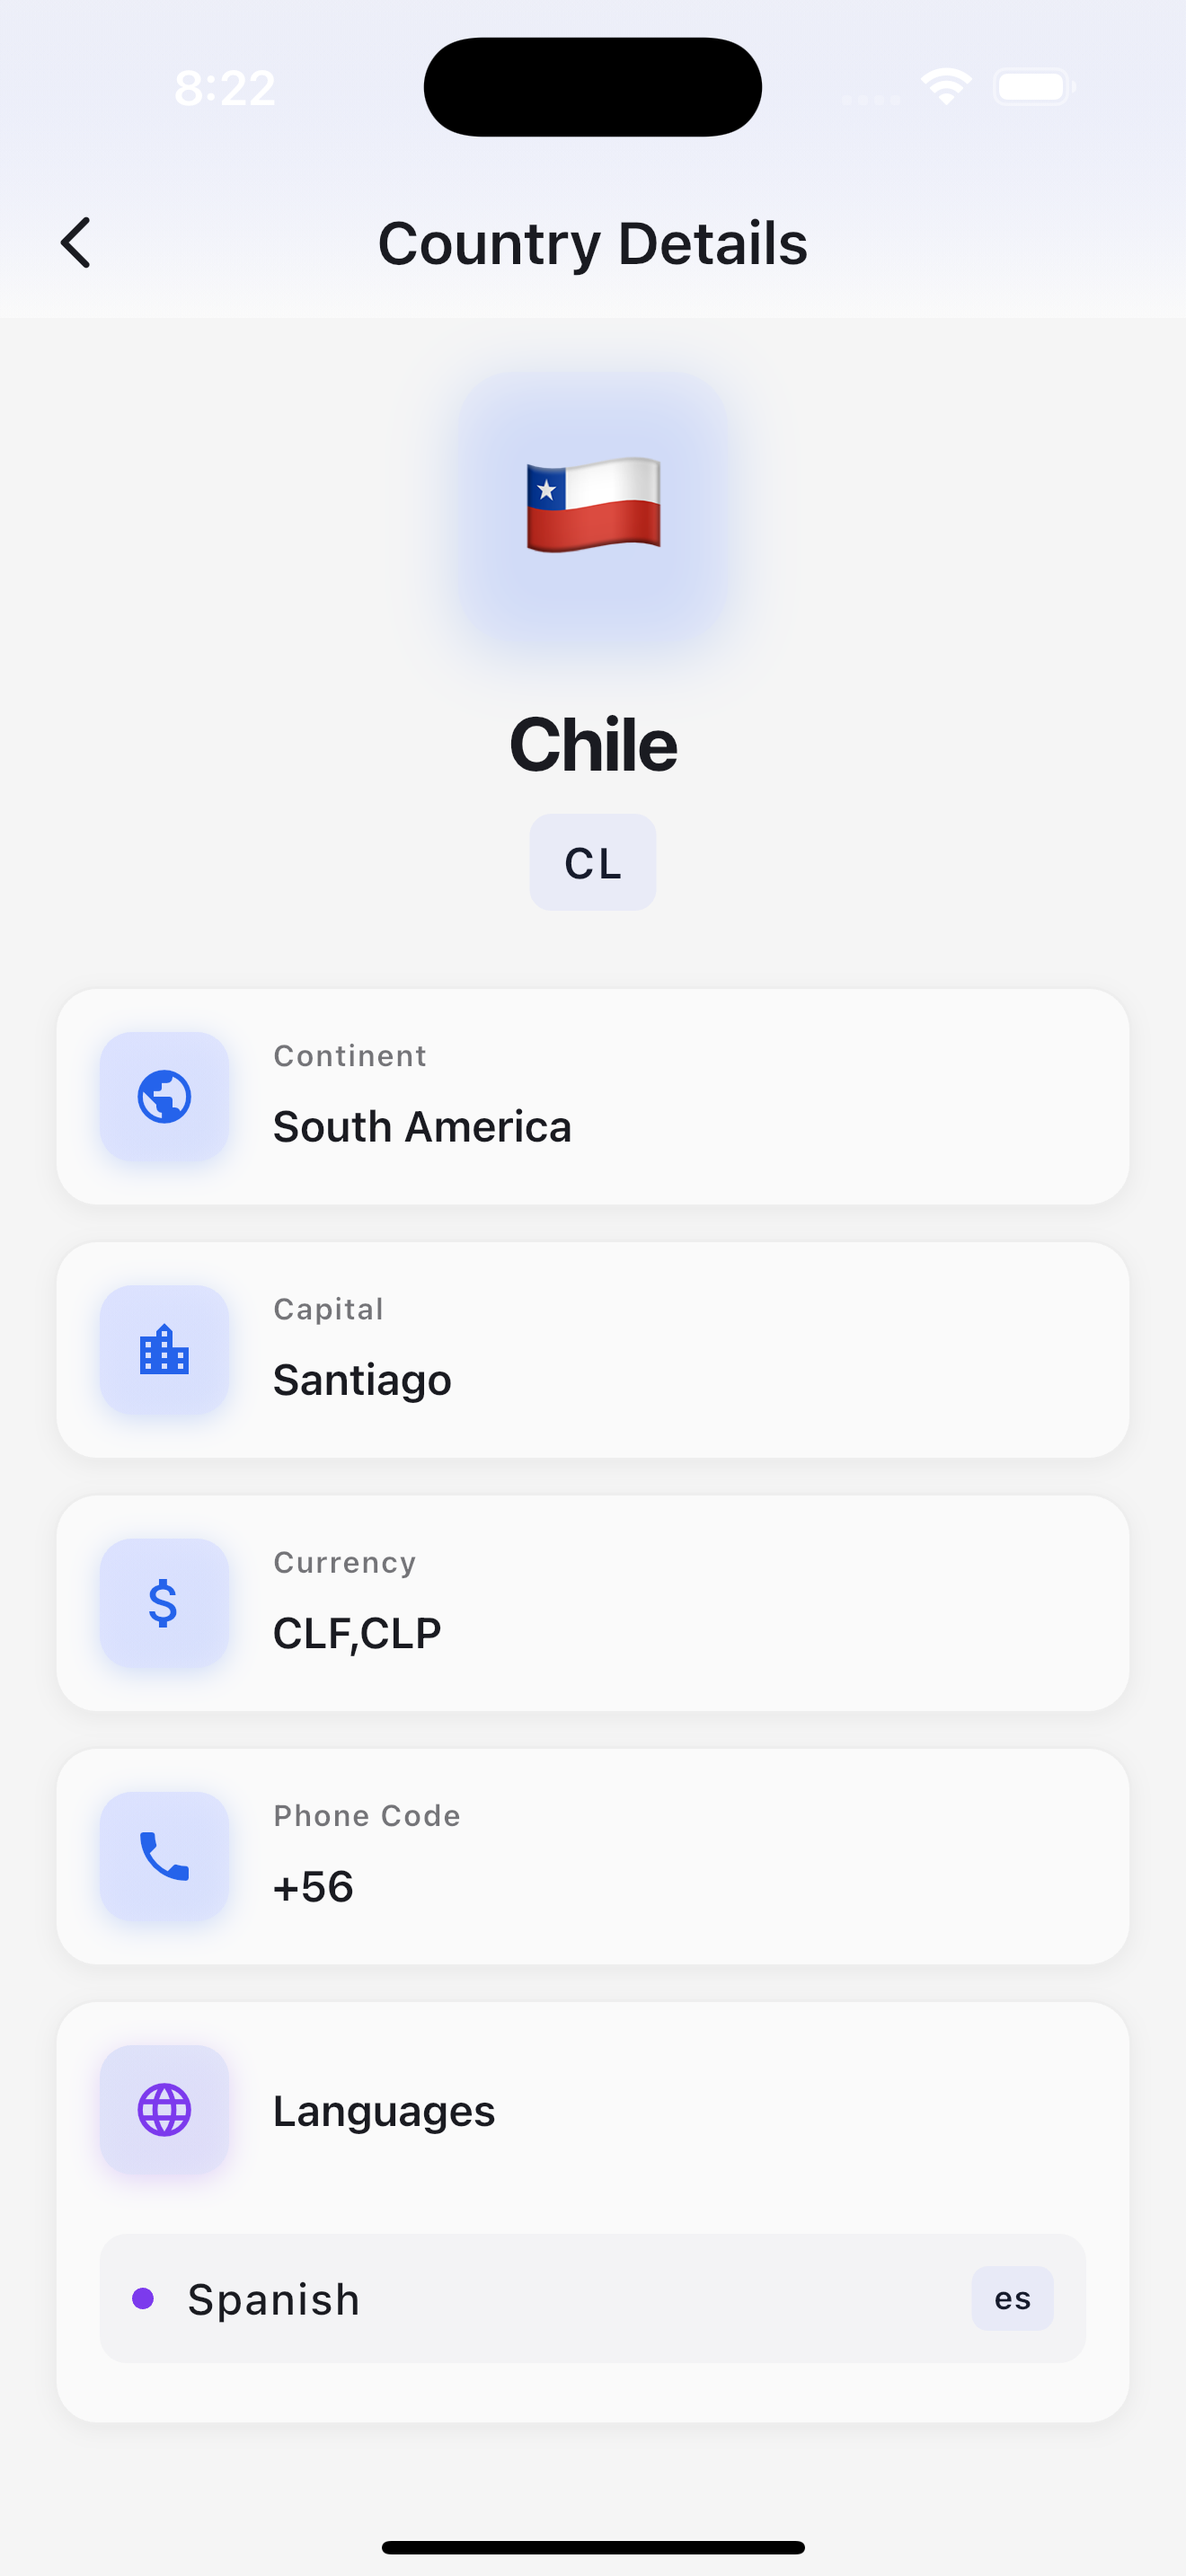 8:22
Country Details
Chile
CL
Continent
South America
Capital
Santiago
Currency
CLF,CLP
Phone Code
+56
Languages
Spanish
es